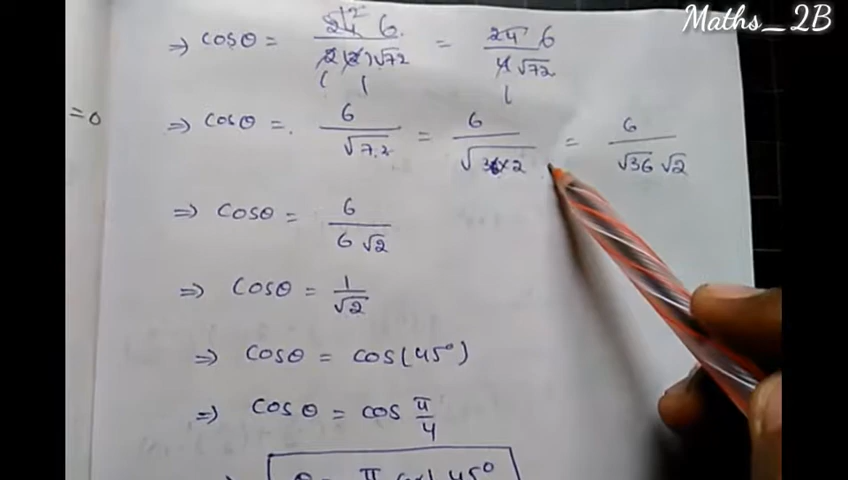 Maths_2B
⇒ cosθ = 24 6 / (2)(2)√72 = 24 6 / 4√72
= 0
⇒ cosθ = 6/√72 = 6/√36×2 = 6/√36 √2
⇒ cosθ = 6/6√2
⇒ cosθ = 1/√2
⇒ cosθ = cos(45°)
⇒ cosθ = cos π/4